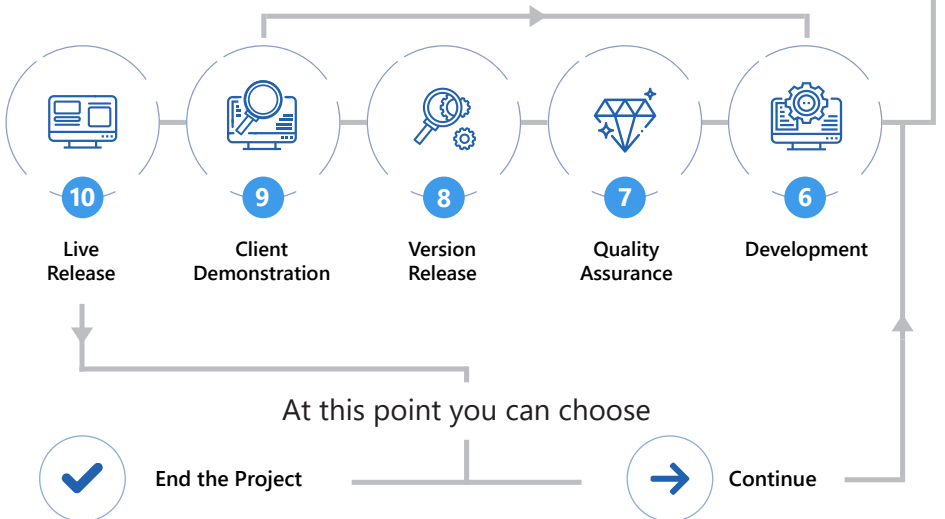 10
9
8
7
6
Live
Release
Client
Demonstration
Version
Release
Quality
Assurance
Development
At this point you can choose
End the Project
Continue